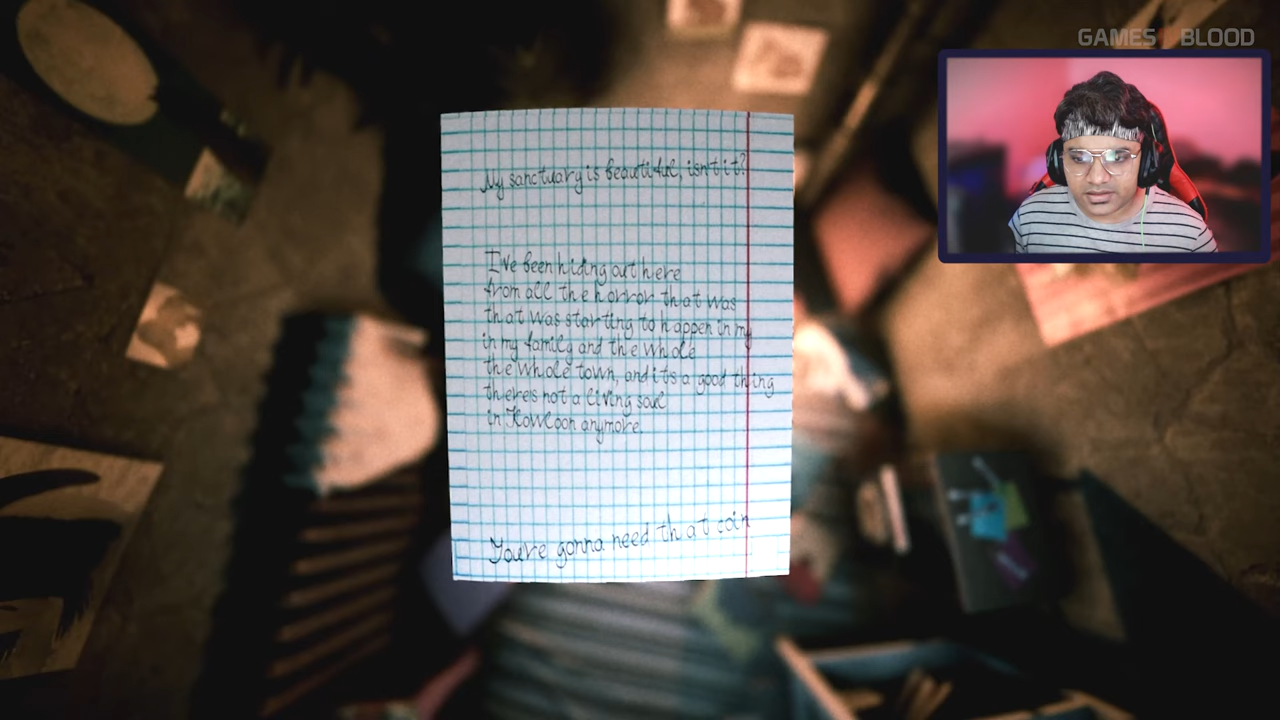 GAMES BLOOD
My sanctuary is beautiful, isn't it?
I've been hiding out here
from all the horror that was
that was starting to happen in my
in my family and the whole
the whole town, and its a good thing
theres not a living soul
in Kowloon anymore.
You're gonna need that coin